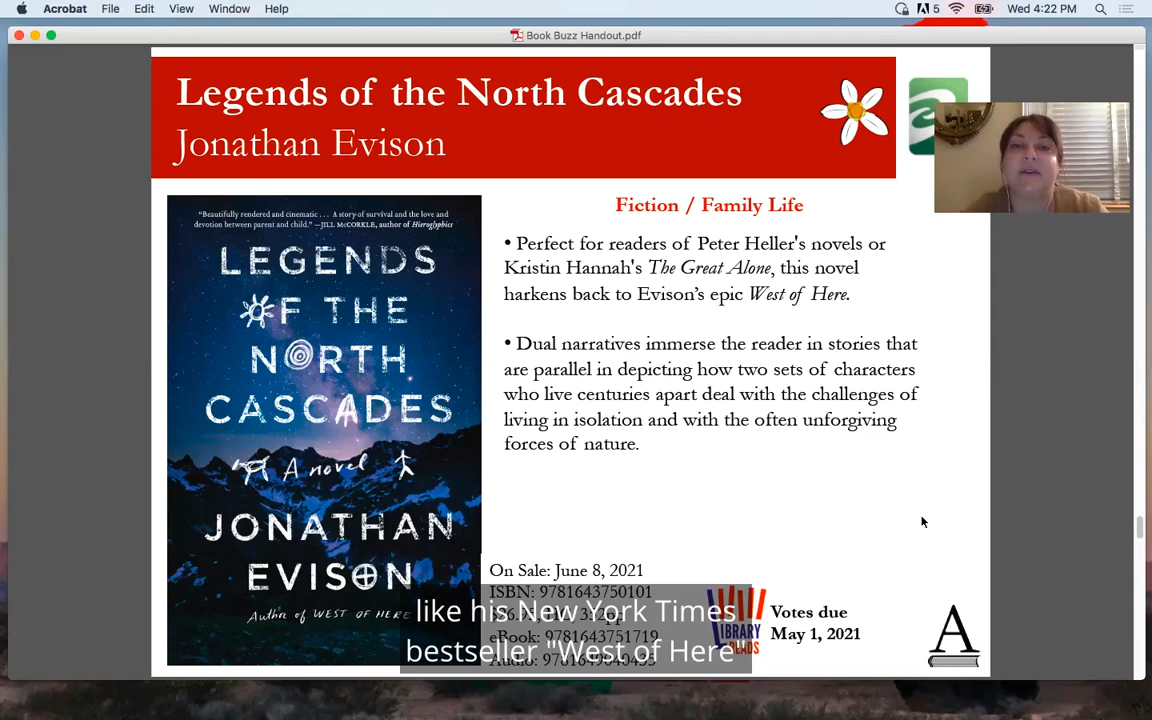 Acrobat File Edit View Window Help
5
Wed 4:22 PM
Book Buzz Handout.pdf
Legends of the North Cascades
Jonathan Evison
Fiction / Family Life
• Perfect for readers of Peter Heller's novels or
Kristin Hannah's The Great Alone, this novel
harkens back to Evison’s epic West of Here.
• Dual narratives immerse the reader in stories that
are parallel in depicting how two sets of characters
who live centuries apart deal with the challenges of
living in isolation and with the often unforgiving
forces of nature.
“Beautifully rendered and cinematic . . . A story of survival and the love and
devotion between parent and child.” —JILL McCORKLE, author of Hieroglyphics
LEGENDS
OF THE
NORTH
CASCADES
A novel
JONATHAN
EVISON
Author of WEST OF HERE
On Sale: June 8, 2021
ISBN: 9781643750101
eBook: 9781643751719
Audio: 9781649040435
LIBRARY
READS
Votes due
May 1, 2021
A
like his New York Times
bestseller "West of Here"